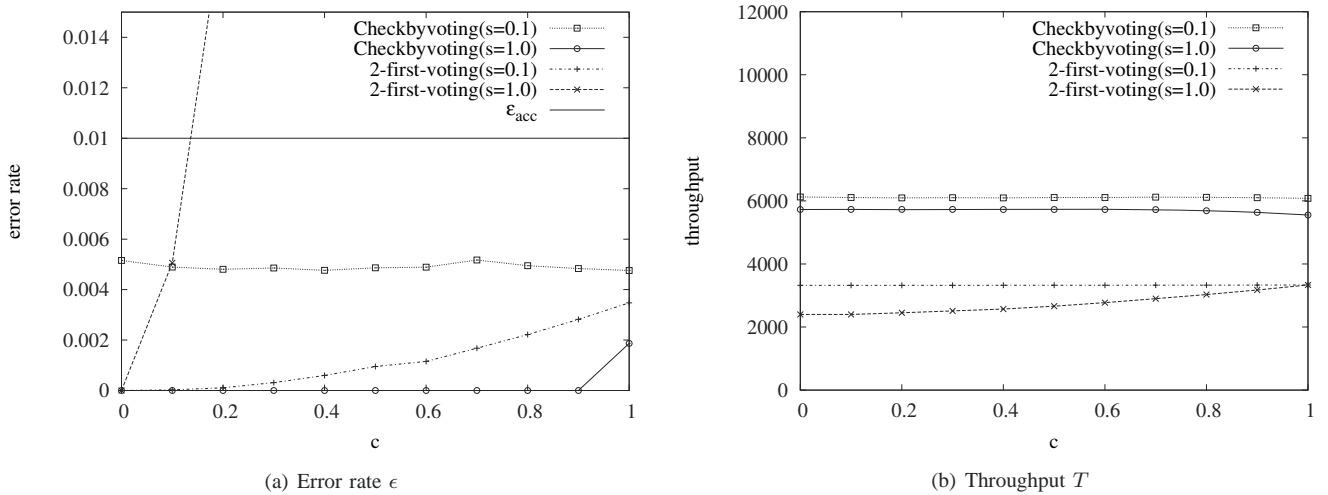 0.014
0.012
0.01
0.008
0.006
0.004
0.002
0
error rate
Checkbyvoting(s=0.1)
Checkbyvoting(s=1.0)
2-first-voting(s=0.1)
2-first-voting(s=1.0)
εacc
0 0.2 0.4 0.6 0.8 1
c
(a) Error rate ϵ
12000
10000
8000
6000
4000
2000
0
throughput
Checkbyvoting(s=0.1)
Checkbyvoting(s=1.0)
2-first-voting(s=0.1)
2-first-voting(s=1.0)
0 0.2 0.4 0.6 0.8 1
c
(b) Throughput T